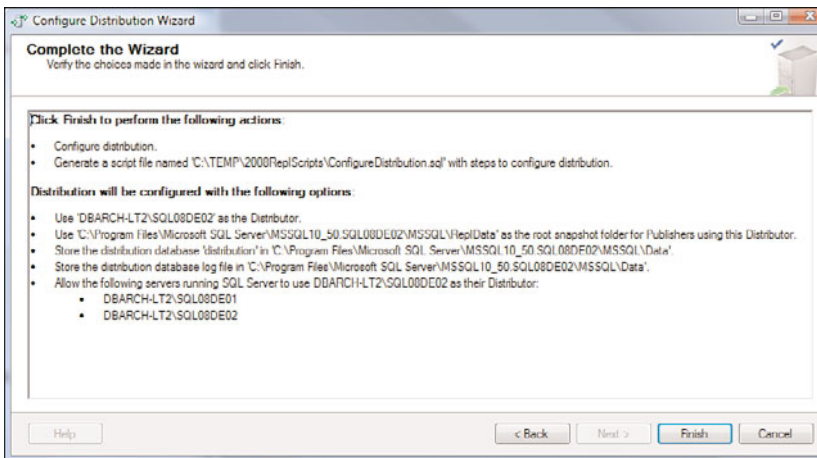 Configure Distribution Wizard
Complete the Wizard
Verify the choices made in the wizard and click Finish.
Click Finish to perform the following actions:
• Configure distribution.
• Generate a script file named 'C:\TEMP\2008ReplScripts\ConfigureDistribution.sql' with steps to configure distribution.
Distribution will be configured with the following options:
• Use 'DBARCH-LT2\SQL08DE02' as the Distributor.
• Use 'C:\Program Files\Microsoft SQL Server\MSSQL10_50.SQL08DE02\MSSQL\ReplData' as the root snapshot folder for Publishers using this Distributor.
• Store the distribution database 'distribution' in 'C:\Program Files\Microsoft SQL Server\MSSQL10_50.SQL08DE02\MSSQL\Data'.
• Store the distribution database log file in 'C:\Program Files\Microsoft SQL Server\MSSQL10_50.SQL08DE02\MSSQL\Data'.
• Allow the following servers running SQL Server to use DBARCH-LT2\SQL08DE02 as their Distributor:
• DBARCH-LT2\SQL08DE01
• DBARCH-LT2\SQL08DE02
Help
< Back
Next >
Finish
Cancel